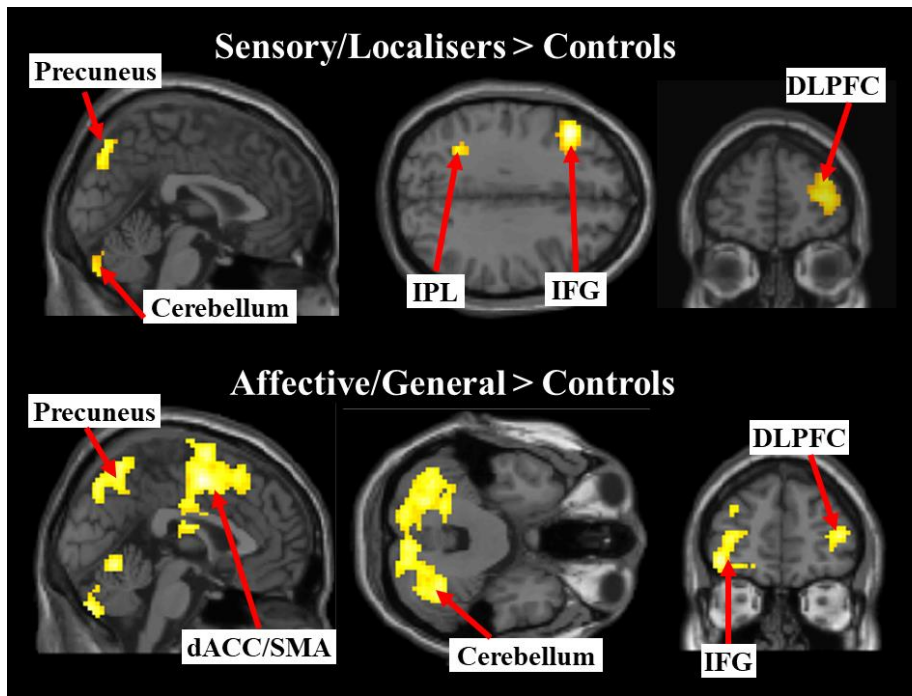 Sensory/Localisers > Controls
Precuneus
DLPFC
IPL
IFG
Cerebellum
Affective/General > Controls
Precuneus
DLPFC
dACC/SMA
Cerebellum
IFG